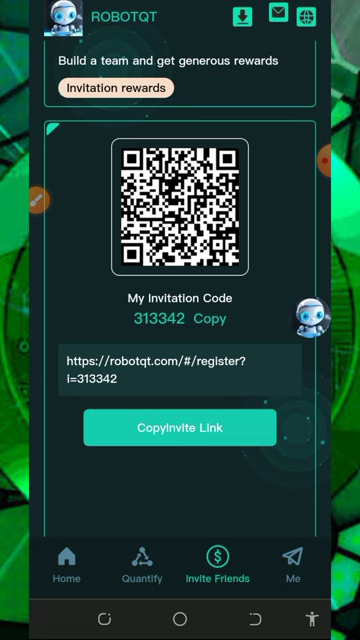 ROBOTQT
Build a team and get generous rewards
Invitation rewards
My Invitation Code
313342 Copy
https://robotqt.com/#/register?
i=313342
CopyInvite Link
Home Quantify Invite Friends Me